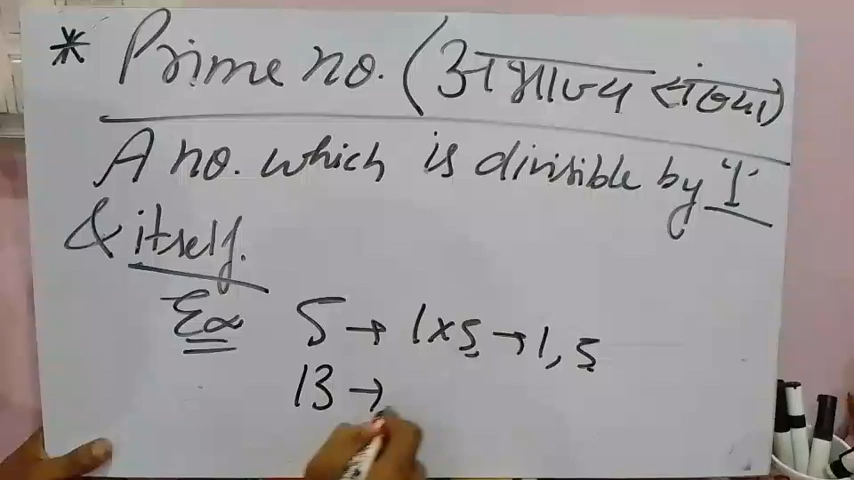 * Prime no. (अभाज्य संख्या)
A no. which is divisible by "1"
& itself.
Ex 5 → 1×5 → 1, 5
13 →